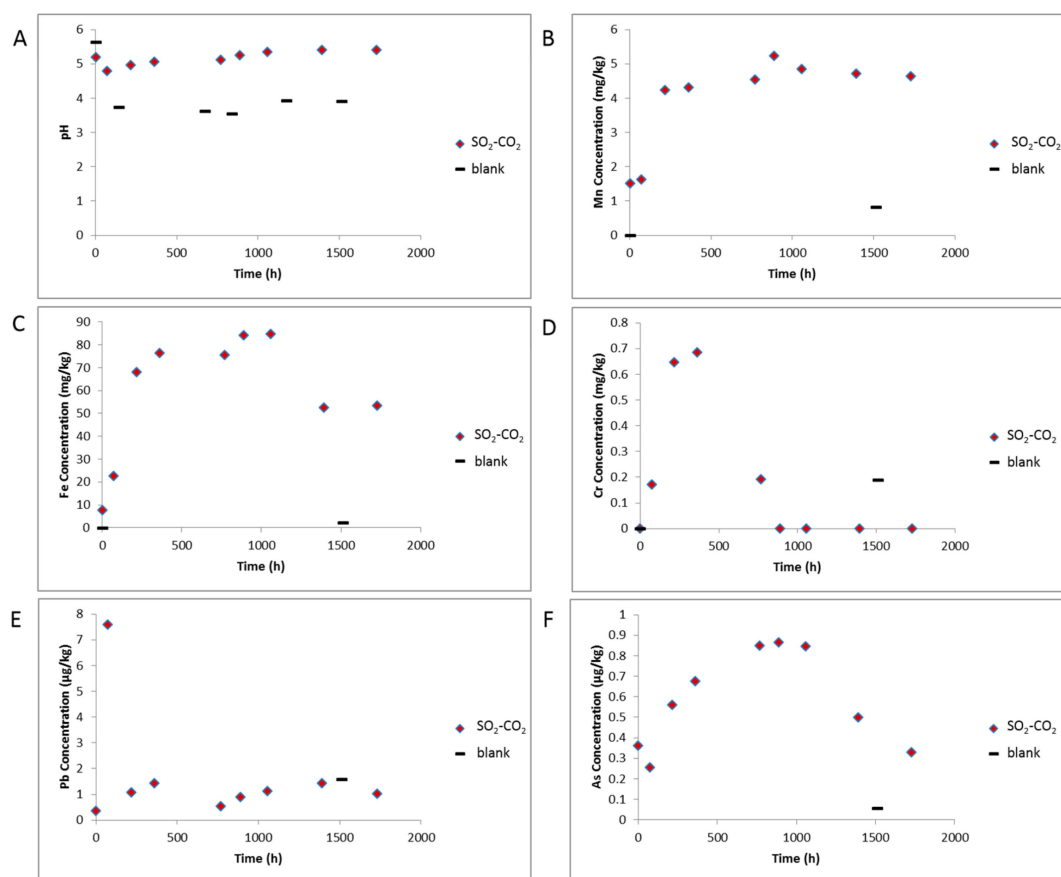 A
6
5
4
3
2
1
0
pH
0 500 1000 1500 2000
Time (h)
SO₂-CO₂
blank
B
6
5
4
3
2
1
0
Mn Concentration (mg/kg)
0 500 1000 1500 2000
Time (h)
SO₂-CO₂
blank
C
90
80
70
60
50
40
30
20
10
0
Fe Concentration (mg/kg)
0 500 1000 1500 2000
Time (h)
SO₂-CO₂
blank
D
0.8
0.7
0.6
0.5
0.4
0.3
0.2
0.1
0
Cr Concentration (mg/kg)
0 500 1000 1500 2000
Time (h)
SO₂-CO₂
blank
E
8
7
6
5
4
3
2
1
0
Pb Concentration (µg/kg)
0 500 1000 1500 2000
Time (h)
SO₂-CO₂
blank
F
1
0.9
0.8
0.7
0.6
0.5
0.4
0.3
0.2
0.1
0
As Concentration (µg/kg)
0 500 1000 1500 2000
Time (h)
SO₂-CO₂
blank